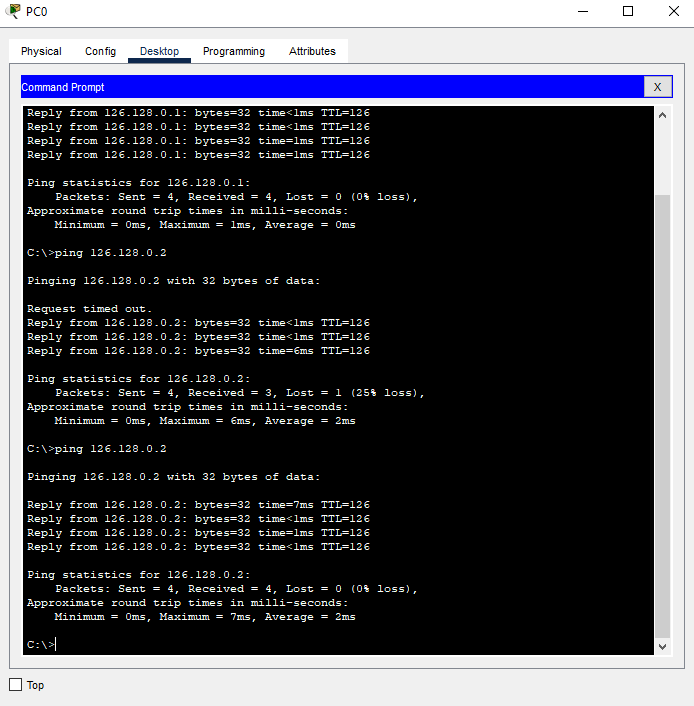 PC0
Physical Config Desktop Programming Attributes
Command Prompt X
Reply from 126.128.0.1: bytes=32 time<1ms TTL=126
Reply from 126.128.0.1: bytes=32 time<1ms TTL=126
Reply from 126.128.0.1: bytes=32 time=1ms TTL=126
Reply from 126.128.0.1: bytes=32 time<1ms TTL=126
Ping statistics for 126.128.0.1:
Packets: Sent = 4, Received = 4, Lost = 0 (0% loss),
Approximate round trip times in milli-seconds:
Minimum = 0ms, Maximum = 1ms, Average = 0ms
C:\>ping 126.128.0.2
Pinging 126.128.0.2 with 32 bytes of data:
Request timed out.
Reply from 126.128.0.2: bytes=32 time<1ms TTL=126
Reply from 126.128.0.2: bytes=32 time<1ms TTL=126
Reply from 126.128.0.2: bytes=32 time=6ms TTL=126
Ping statistics for 126.128.0.2:
Packets: Sent = 4, Received = 3, Lost = 1 (25% loss),
Approximate round trip times in milli-seconds:
Minimum = 0ms, Maximum = 6ms, Average = 2ms
C:\>ping 126.128.0.2
Pinging 126.128.0.2 with 32 bytes of data:
Reply from 126.128.0.2: bytes=32 time=7ms TTL=126
Reply from 126.128.0.2: bytes=32 time<1ms TTL=126
Reply from 126.128.0.2: bytes=32 time=1ms TTL=126
Reply from 126.128.0.2: bytes=32 time<1ms TTL=126
Ping statistics for 126.128.0.2:
Packets: Sent = 4, Received = 4, Lost = 0 (0% loss),
Approximate round trip times in milli-seconds:
Minimum = 0ms, Maximum = 7ms, Average = 2ms
C:\>
Top